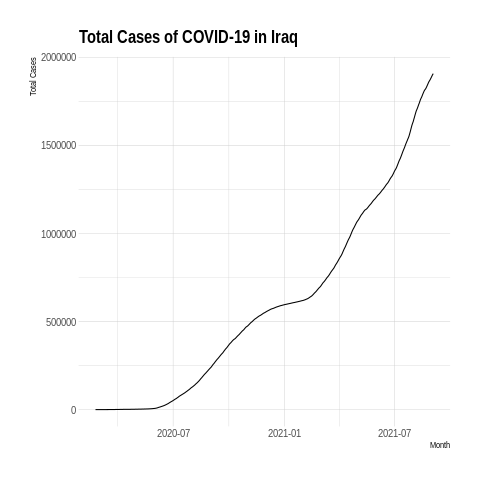 Total Cases of COVID-19 in Iraq
Total Cases
2000000
1500000
1000000
500000
0
2020-07
2021-01
2021-07
Month